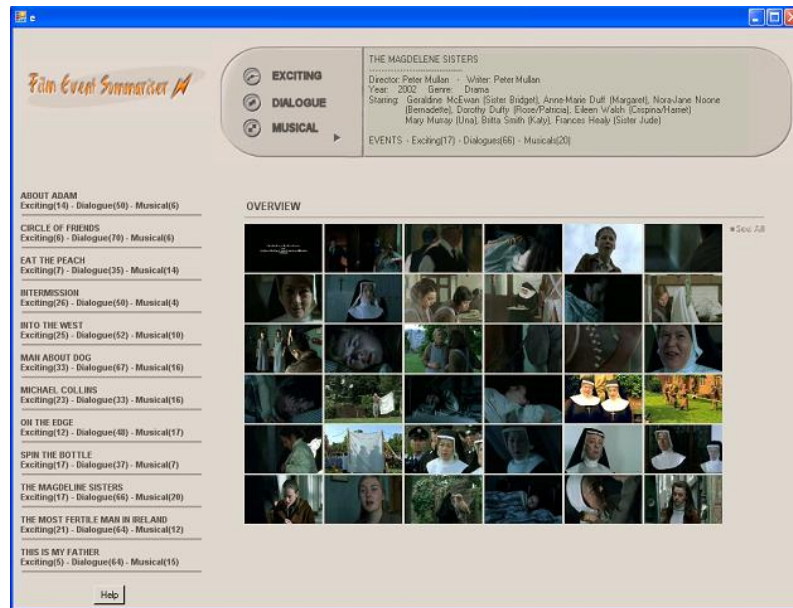 e
Film Event Summariser
EXCITING
DIALOGUE
MUSICAL
THE MAGDELENE SISTERS
------------------------------
Director: Peter Mullan - Writer: Peter Mullan
Year: 2002 Genre: Drama
Starring: Geraldine McEwan (Sister Bridget), Anne-Marie Duff (Margaret), Nora-Jane Noone
(Bernadette), Dorothy Duffy (Rose/Patricia), Eileen Walsh (Crispina/Harriet)
Mary Murray (Una), Britta Smith (Katy), Frances Healy (Sister Jude)
EVENTS - Exciting(17) - Dialogues(66) - Musicals(20)
ABOUT ADAM
Exciting(14) - Dialogue(50) - Musical(6)
CIRCLE OF FRIENDS
Exciting(6) - Dialogue(70) - Musical(6)
EAT THE PEACH
Exciting(7) - Dialogue(35) - Musical(14)
INTERMISSION
Exciting(26) - Dialogue(50) - Musical(4)
INTO THE WEST
Exciting(25) - Dialogue(52) - Musical(10)
MAN ABOUT DOG
Exciting(33) - Dialogue(67) - Musical(16)
MICHAEL COLLINS
Exciting(23) - Dialogue(33) - Musical(16)
ON THE EDGE
Exciting(12) - Dialogue(48) - Musical(17)
SPIN THE BOTTLE
Exciting(17) - Dialogue(37) - Musical(7)
THE MAGDELINE SISTERS
Exciting(17) - Dialogue(66) - Musical(20)
THE MOST FERTILE MAN IN IRELAND
Exciting(21) - Dialogue(64) - Musical(12)
THIS IS MY FATHER
Exciting(5) - Dialogue(64) - Musical(15)
Help
OVERVIEW
See All